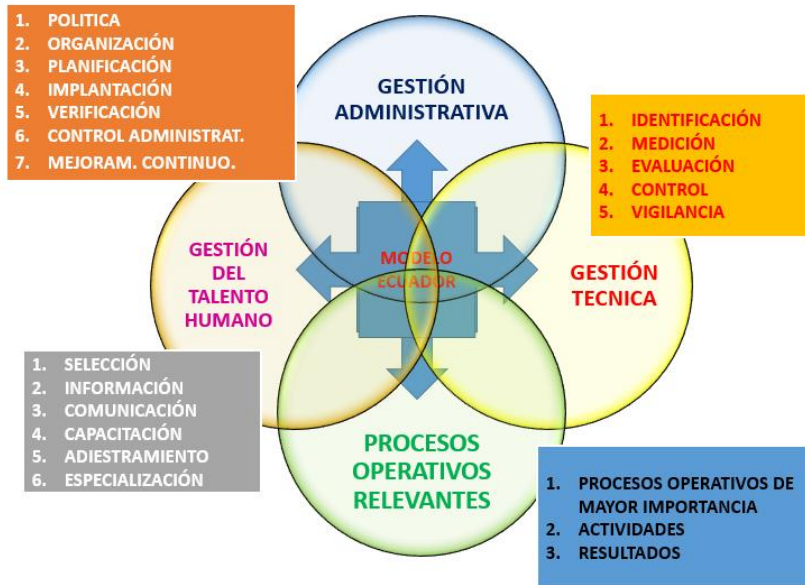 1. POLITICA
2. ORGANIZACIÓN
3. PLANIFICACIÓN
4. IMPLANTACIÓN
5. VERIFICACIÓN
6. CONTROL ADMINISTRAT.
7. MEJORAM. CONTINUO.
GESTIÓN
ADMINISTRATIVA
1. IDENTIFICACIÓN
2. MEDICIÓN
3. EVALUACIÓN
4. CONTROL
5. VIGILANCIA
GESTIÓN
DEL
TALENTO
HUMANO
MODELO
ECUADOR
GESTIÓN
TECNICA
1. SELECCIÓN
2. INFORMACIÓN
3. COMUNICACIÓN
4. CAPACITACIÓN
5. ADIESTRAMIENTO
6. ESPECIALIZACIÓN
PROCESOS
OPERATIVOS
RELEVANTES
1. PROCESOS OPERATIVOS DE
MAYOR IMPORTANCIA
2. ACTIVIDADES
3. RESULTADOS